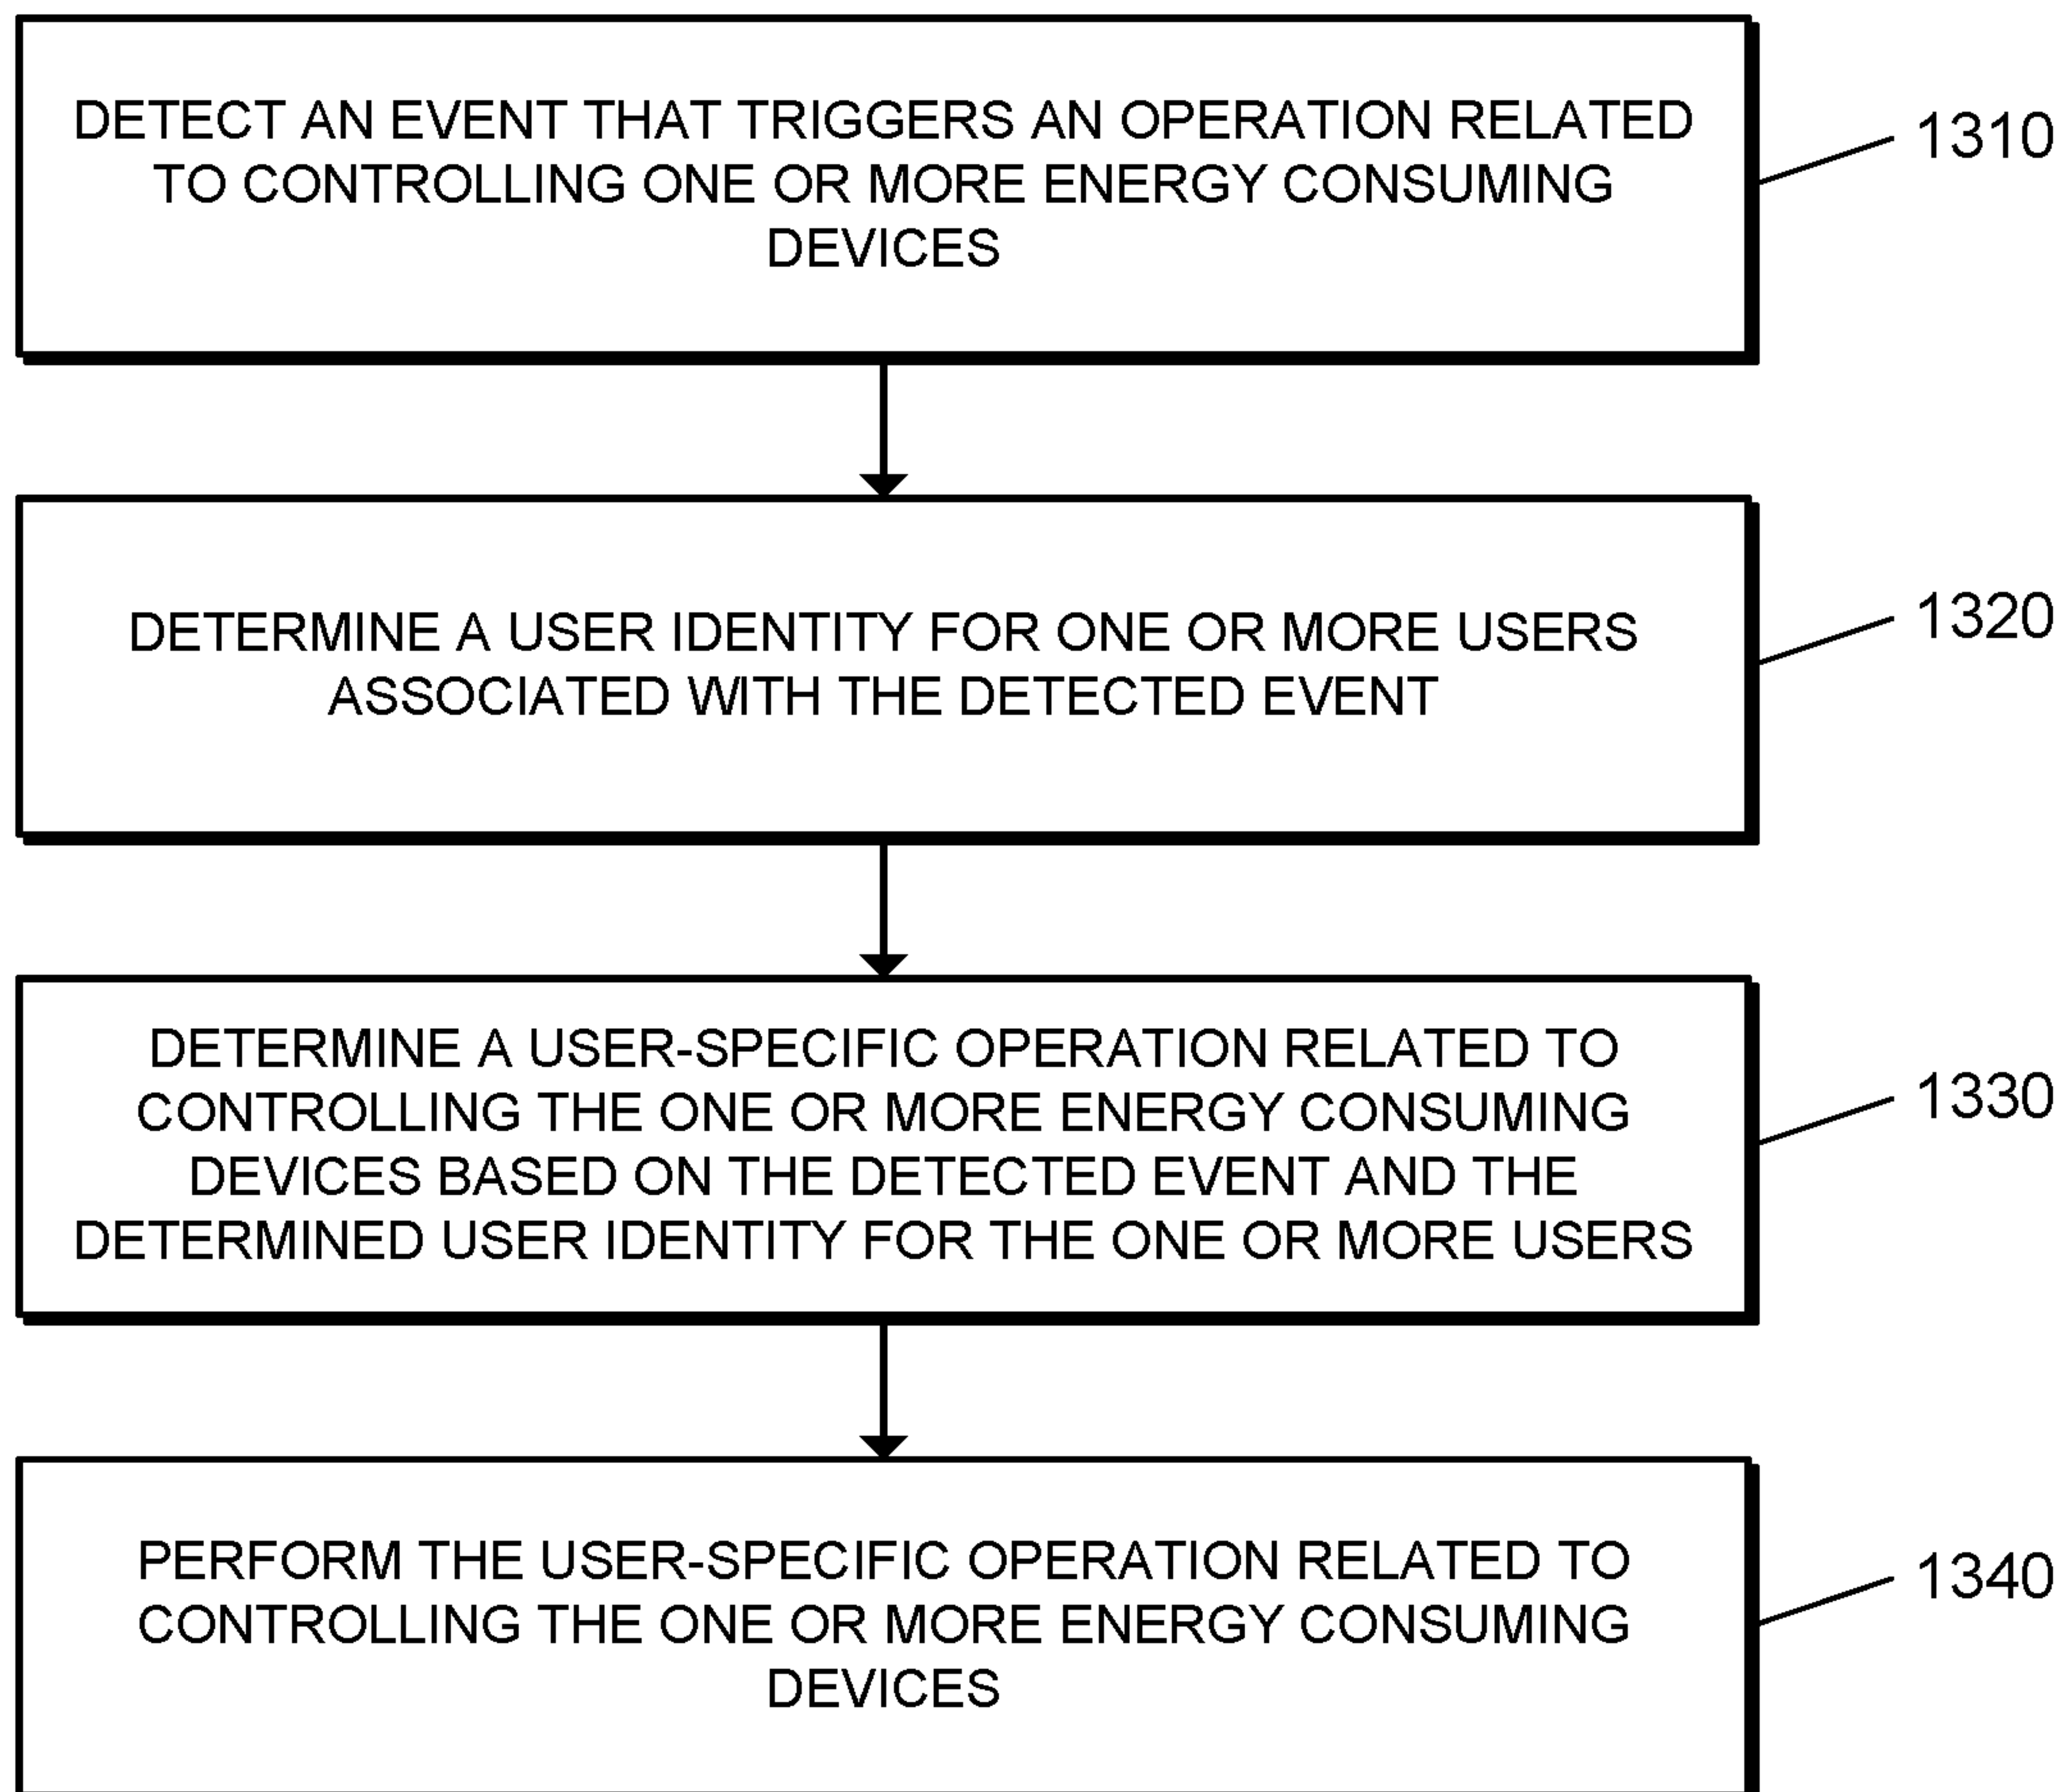 DETECT AN EVENT THAT TRIGGERS AN OPERATION RELATED
TO CONTROLLING ONE OR MORE ENERGY CONSUMING
DEVICES
1310
DETERMINE A USER IDENTITY FOR ONE OR MORE USERS
ASSOCIATED WITH THE DETECTED EVENT
1320
DETERMINE A USER-SPECIFIC OPERATION RELATED TO
CONTROLLING THE ONE OR MORE ENERGY CONSUMING
DEVICES BASED ON THE DETECTED EVENT AND THE
DETERMINED USER IDENTITY FOR THE ONE OR MORE USERS
1330
PERFORM THE USER-SPECIFIC OPERATION RELATED TO
CONTROLLING THE ONE OR MORE ENERGY CONSUMING
DEVICES
1340